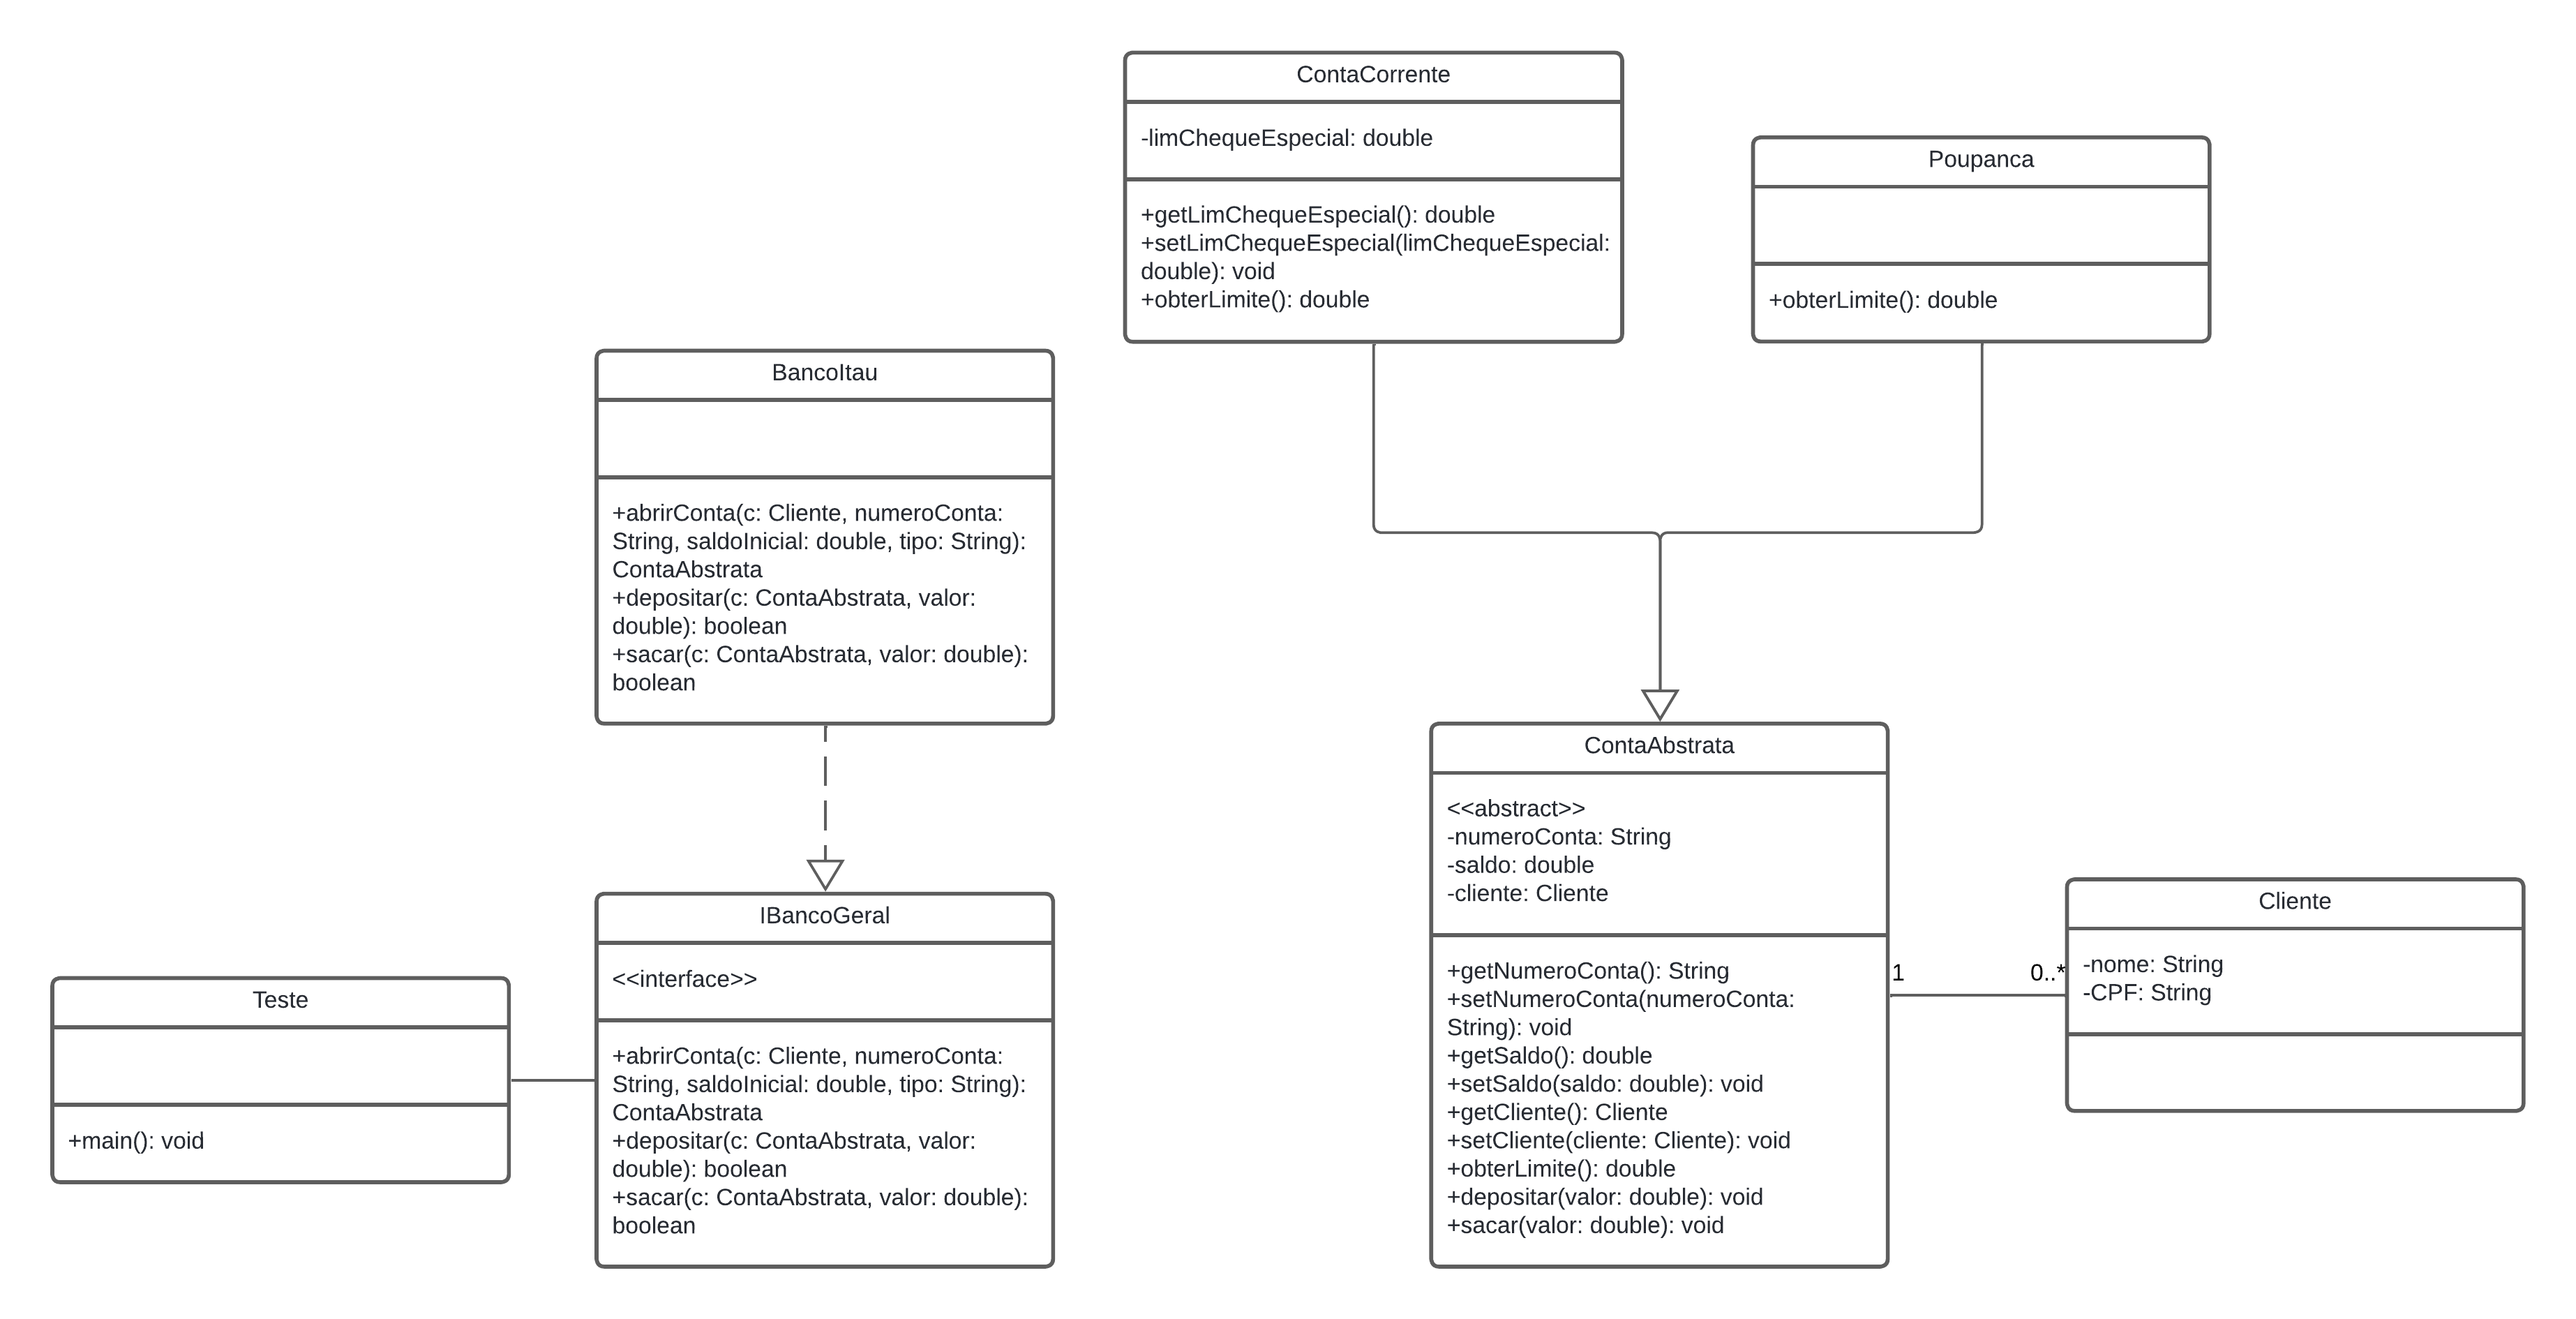 ContaCorrente
-limChequeEspecial: double
+getLimChequeEspecial(): double
+setLimChequeEspecial(limChequeEspecial:
double): void
+obterLimite(): double
Poupanca
+obterLimite(): double
BancoItau
+abrirConta(c: Cliente, numeroConta:
String, saldoInicial: double, tipo: String):
ContaAbstrata
+depositar(c: ContaAbstrata, valor:
double): boolean
+sacar(c: ContaAbstrata, valor: double):
boolean
Teste
+main(): void
IBancoGeral
<<interface>>
+abrirConta(c: Cliente, numeroConta:
String, saldoInicial: double, tipo: String):
ContaAbstrata
+depositar(c: ContaAbstrata, valor:
double): boolean
+sacar(c: ContaAbstrata, valor: double):
boolean
ContaAbstrata
<<abstract>>
-numeroConta: String
-saldo: double
-cliente: Cliente
+getNumeroConta(): String
+setNumeroConta(numeroConta:
String): void
+getSaldo(): double
+setSaldo(saldo: double): void
+getCliente(): Cliente
+setCliente(cliente: Cliente): void
+obterLimite(): double
+depositar(valor: double): void
+sacar(valor: double): void
1
0..*
Cliente
-nome: String
-CPF: String